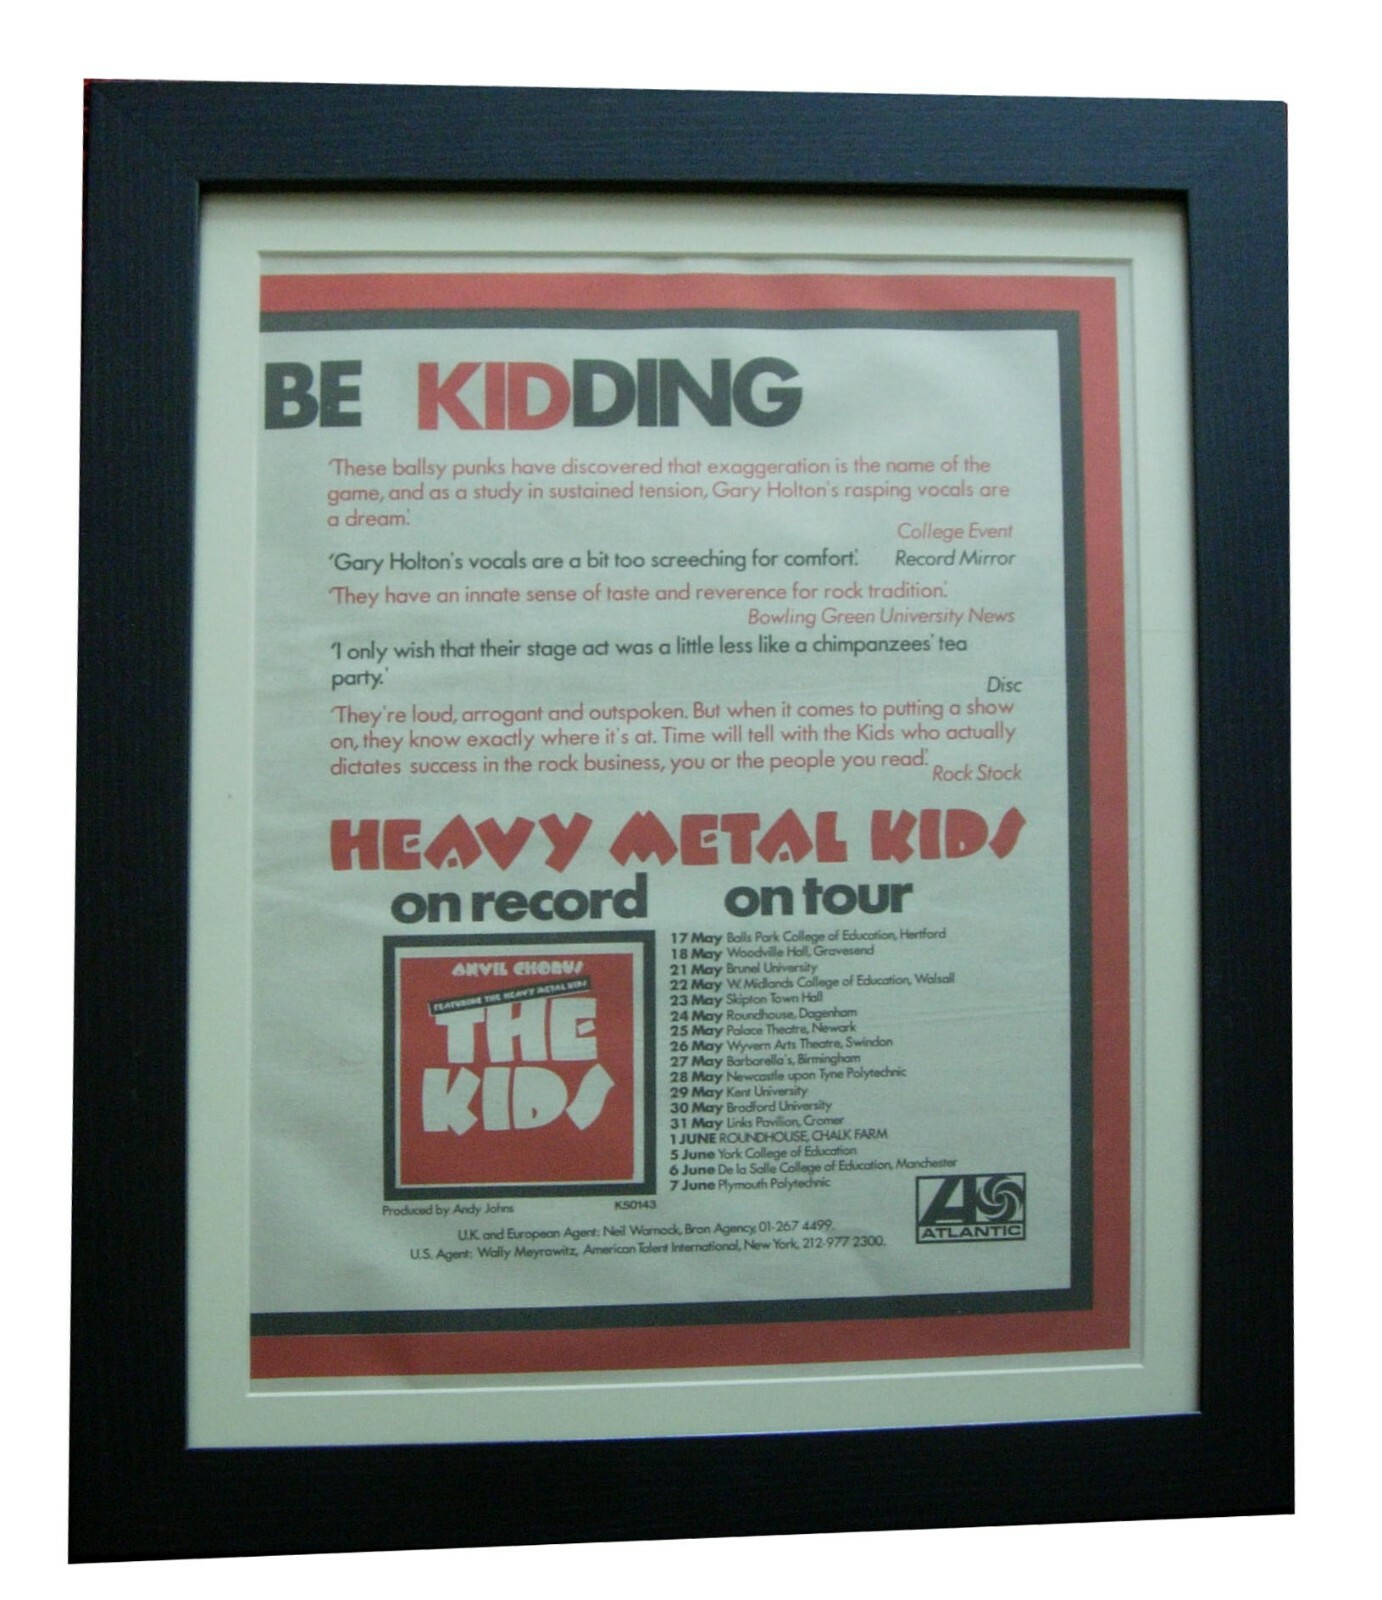 BE KIDDING
'These ballsy punks have discovered that exaggeration is the name of the
game, and as a study in sustained tension, Gary Holton's rasping vocals are
a dream.'
College Event
'Gary Holton's vocals are a bit too screeching for comfort.' Record Mirror
'They have an innate sense of taste and reverence for rock tradition.'
Bowling Green University News
'I only wish that their stage act was a little less like a chimpanzees' tea
party.'
Disc
'They're loud, arrogant and outspoken. But when it comes to putting a show
on, they know exactly where it's at. Time will tell with the Kids who actually
dictates success in the rock business, you or the people you read.'
Rock Stock
HEAVY METAL KIDS
on record
ANVIL CHORUS
FEATURING THE HEAVY METAL KIDS
THE
KIDS
Produced by Andy Johns K50143
on tour
17 May Balls Park College of Education, Hertford
18 May Woodville Hall, Gravesend
21 May Brunel University
22 May W. Midlands College of Education, Walsall
23 May Skipton Town Hall
24 May Roundhouse, Dagenham
25 May Palace Theatre, Newark
26 May Wyvern Arts Theatre, Swindon
27 May Barbarella's, Birmingham
28 May Newcastle upon Tyne Polytechnic
29 May Kent University
30 May Bradford University
31 May Links Pavilion, Cromer
1 JUNE ROUNDHOUSE, CHALK FARM
5 June York College of Education
6 June De la Salle College of Education, Manchester
7 June Plymouth Polytechnic
ATLANTIC
U.K. and European Agent: Neil Warnock, Bron Agency, 01-267 4499.
U.S. Agent: Wally Meyrowitz, American Talent International, New York, 212-977 2300.